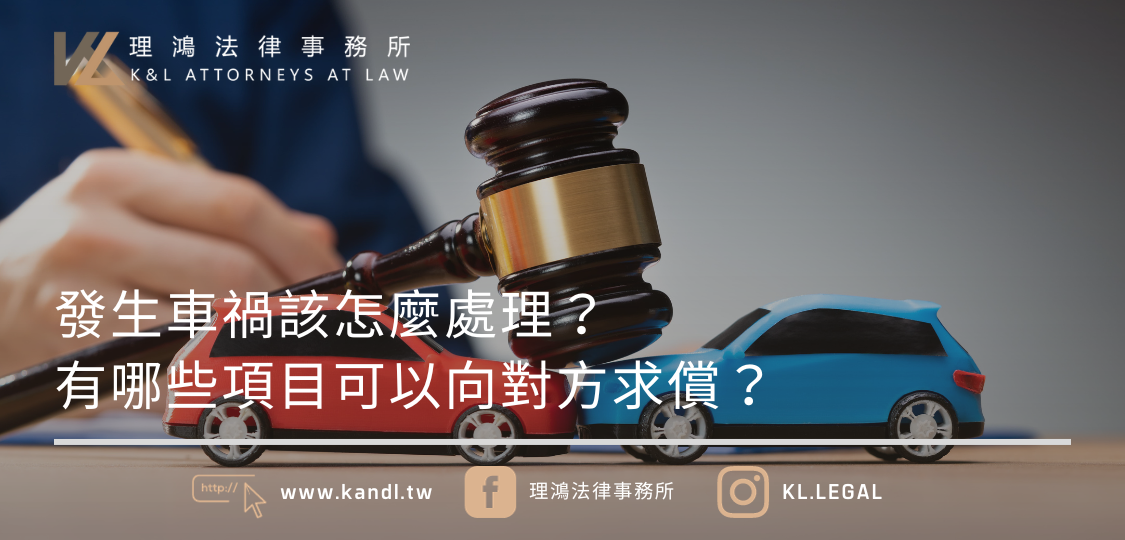 理鴻法律事務所
K&L ATTORNEYS AT LAW
發生車禍該怎麼處理？
有哪些項目可以向對方求償？
http://
www.kandl.tw
理鴻法律事務所
KL.LEGAL